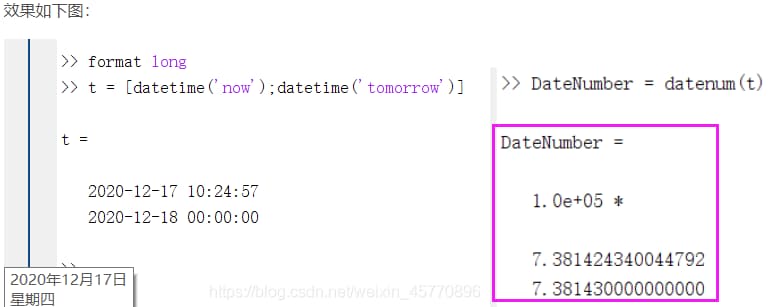 效果如下图：
>> format long
>> t = [datetime('now');datetime('tomorrow')]
t =
2020-12-17 10:24:57
2020-12-18 00:00:00
>>
2020年12月17日
星期四
>> DateNumber = datenum(t)
DateNumber =
1.0e+05 *
7.381424340044792
7.381430000000000
https://blog.csdn.net/weixin_45770896